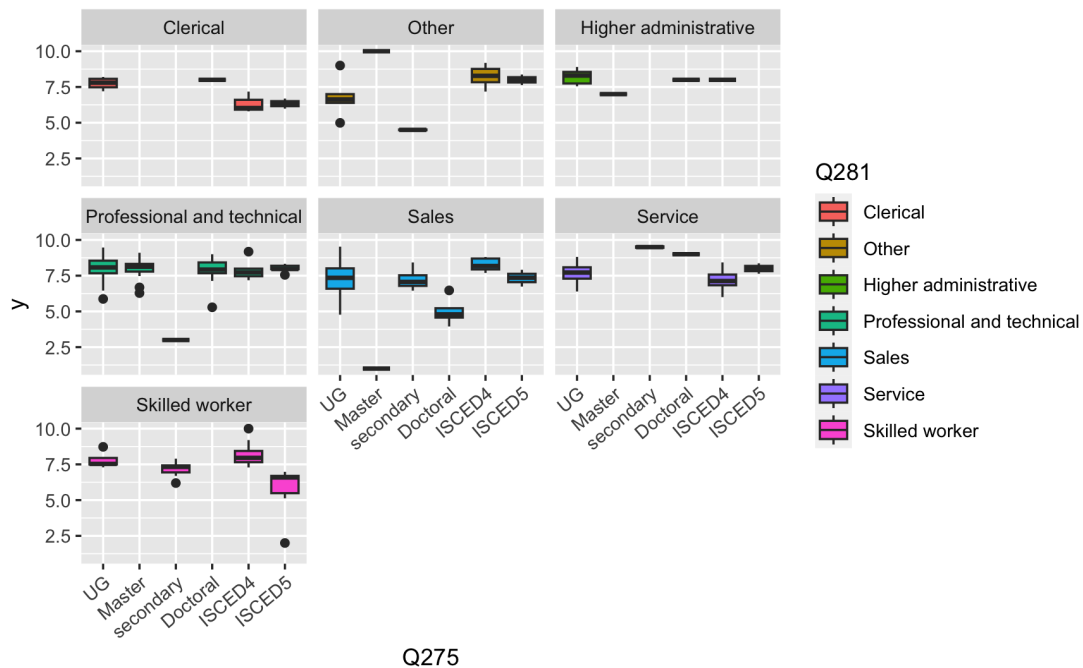 Clerical
Other
Higher administrative
10.0
7.5
5.0
2.5
Professional and technical
Sales
Service
10.0
7.5
5.0
2.5
y
UG
Master
secondary
Doctoral
ISCED4
ISCED5
UG
Master
secondary
Doctoral
ISCED4
ISCED5
Skilled worker
10.0
7.5
5.0
2.5
UG
Master
secondary
Doctoral
ISCED4
ISCED5
Q275
Q281
Clerical
Other
Higher administrative
Professional and technical
Sales
Service
Skilled worker